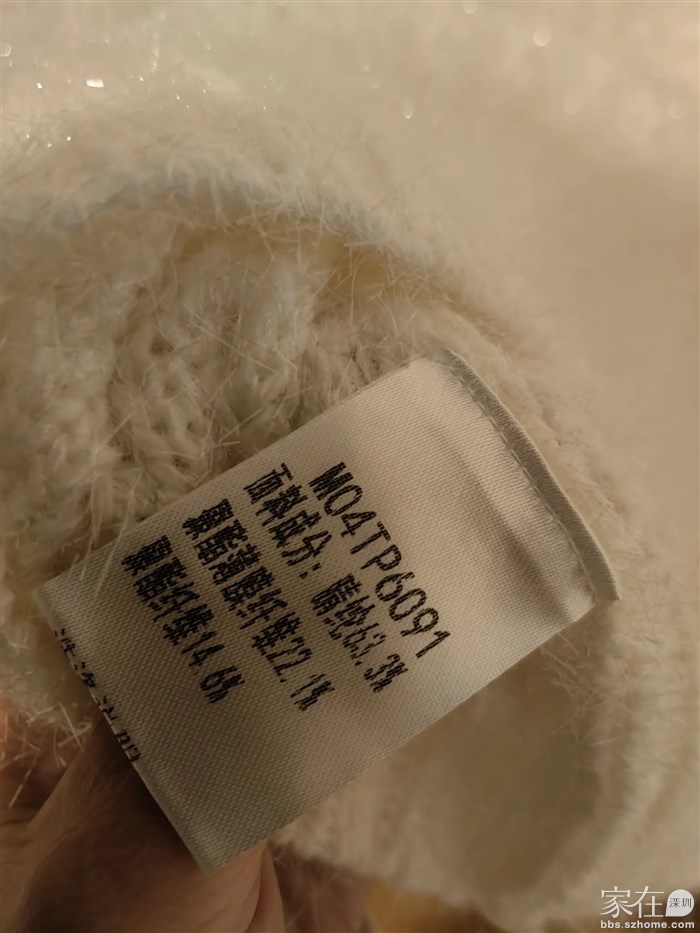 M04TP6091
面料成分：腈纶63.3%
聚酯薄膜纤维22.1%
聚酯纤维14.6%
家在深圳
bbs.szhome.com